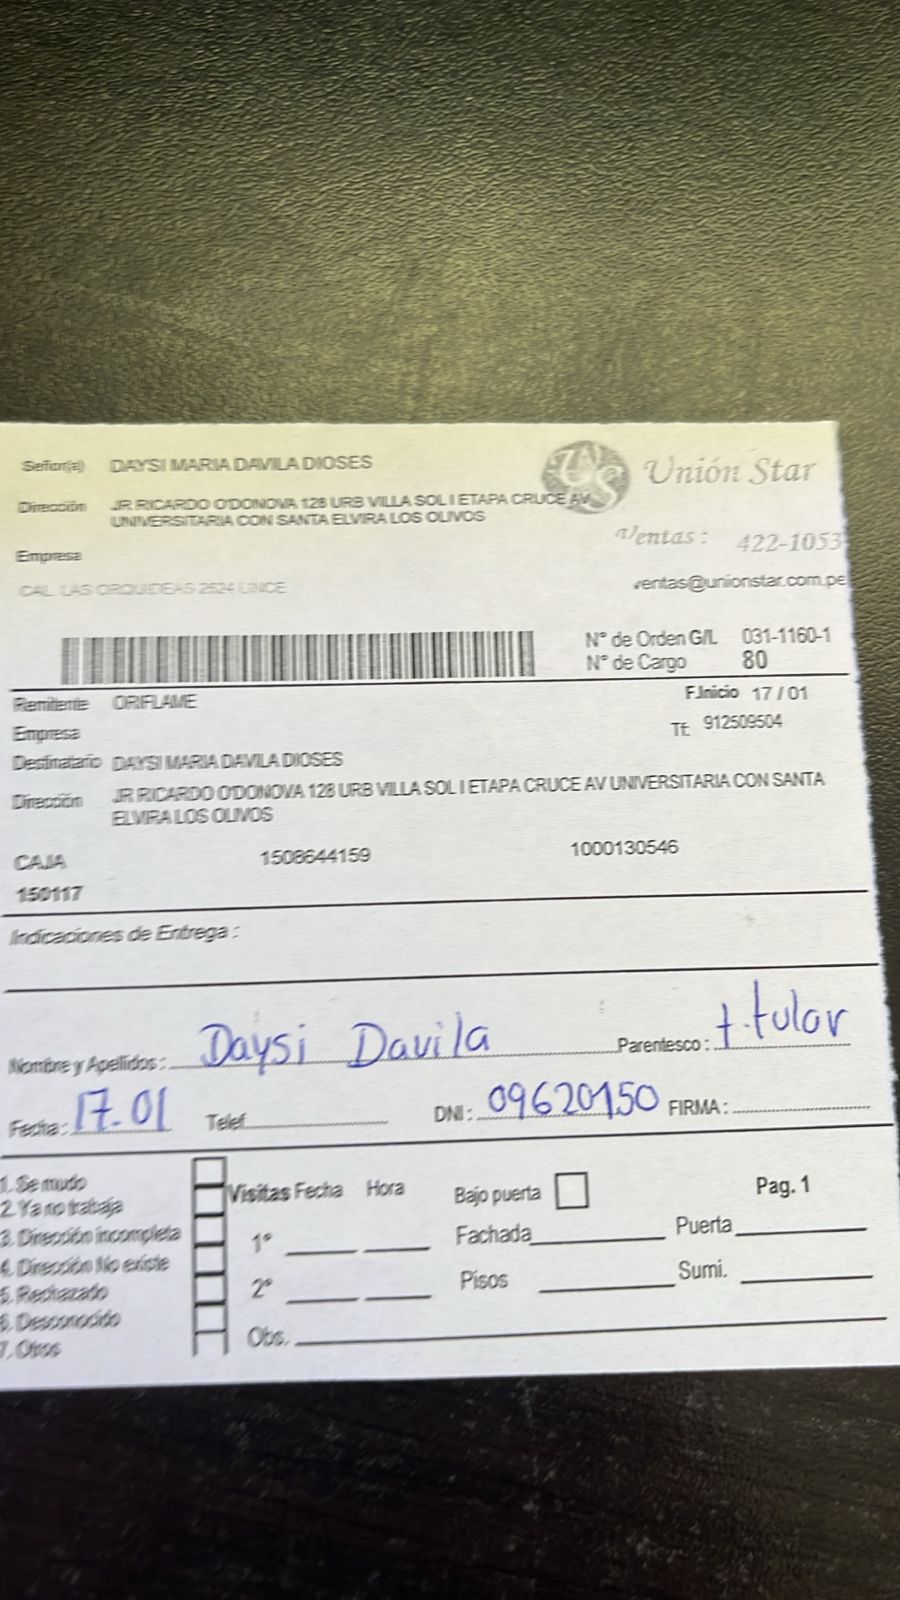 Señor(a) DAYSI MARIA DAVILA DIOSES
Unión Star
Dirección JR RICARDO O'DONOVA 128 URB VILLA SOL I ETAPA CRUCE AV
UNIVERSITARIA CON SANTA ELVIRA LOS OLIVOS
Ventas : 422-1053
Empresa
CAL. LAS ORQUIDEAS 2624 LINCE
ventas@unionstar.com.pe
N° de Orden G/L 031-1160-1
N° de Cargo 80
Remitente ORIFLAME
F.Inicio 17 / 01
Empresa
Tf: 912509504
Destinatario DAYSI MARIA DAVILA DIOSES
Dirección JR RICARDO O'DONOVA 128 URB VILLA SOL I ETAPA CRUCE AV UNIVERSITARIA CON SANTA
ELVIRA LOS OLIVOS
CAJA 1508644159 1000130546
150117
Indicaciones de Entrega :
Nombre y Apellidos : Daysi Davila Parentesco : titular
Fecha : 17.01 Telef. DNI : 09620150 FIRMA :
1. Se mudo
Visitas Fecha Hora Bajo puerta Pag. 1
2. Ya no trabaja
3. Dirección incompleta
1° Fachada Puerta
4. Dirección No existe
5. Rechazado
2° Pisos Sumi.
6. Desconocido
7. Otros
Obs.